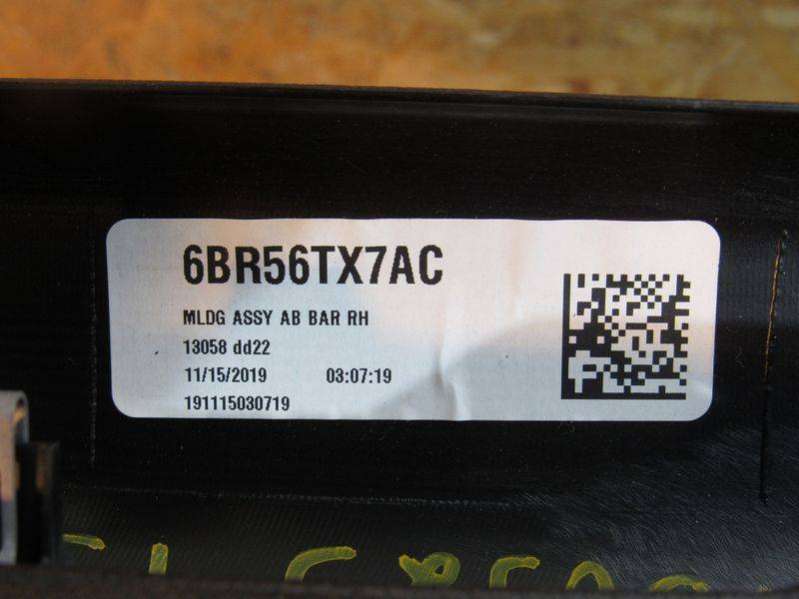 6BR56TX7AC
MLDG ASSY AB BAR RH
13058 dd22
11/15/2019 03:07:19
191115030719